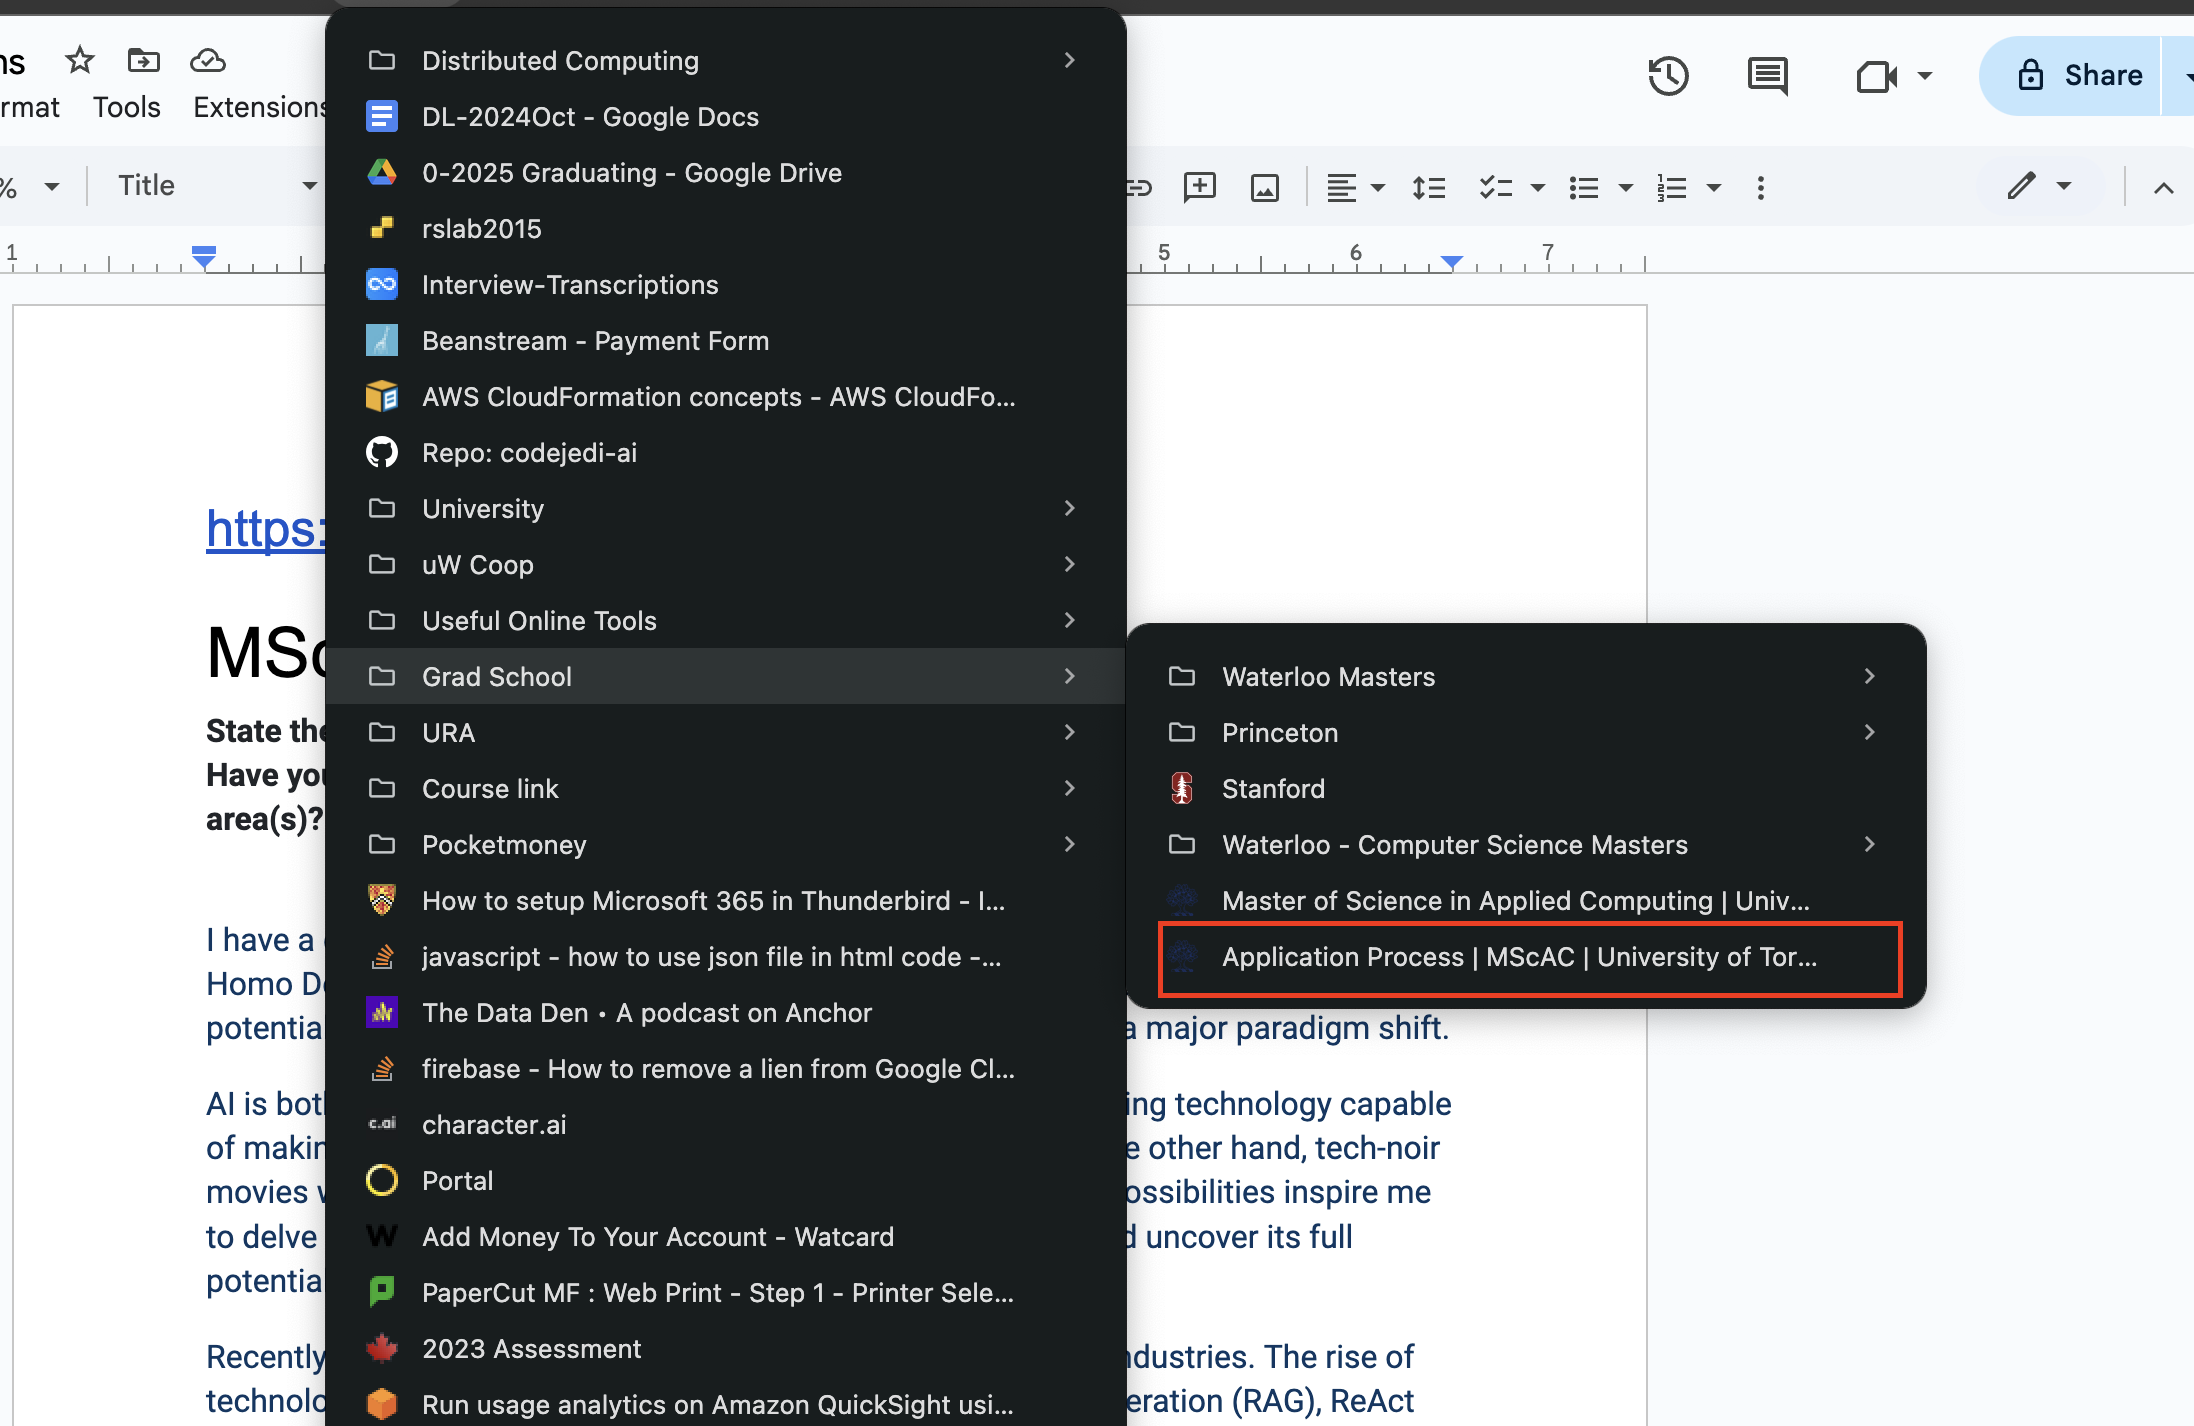 ns
rmat Tools Extensions
Share
% Title
1 5 6 7
Distributed Computing
DL-2024Oct - Google Docs
0-2025 Graduating - Google Drive
rslab2015
Interview-Transcriptions
Beanstream - Payment Form
AWS CloudFormation concepts - AWS CloudFo...
Repo: codejedi-ai
University
uW Coop
Useful Online Tools
Grad School
URA
Course link
Pocketmoney
How to setup Microsoft 365 in Thunderbird - I...
javascript - how to use json file in html code -...
The Data Den • A podcast on Anchor
firebase - How to remove a lien from Google Cl...
c.ai character.ai
Portal
W Add Money To Your Account - Watcard
PaperCut MF : Web Print - Step 1 - Printer Sele...
2023 Assessment
Run usage analytics on Amazon QuickSight usi...
Waterloo Masters
Princeton
Stanford
Waterloo - Computer Science Masters
Master of Science in Applied Computing | Univ...
Application Process | MScAC | University of Tor...
https:
MSc
State the
Have you
area(s)?
I have a
Homo De
potentia a major paradigm shift.
AI is both ing technology capable
of makin e other hand, tech-noir
movies w ossibilities inspire me
to delve d uncover its full
potentia
Recently ndustries. The rise of
technolo eration (RAG), ReAct